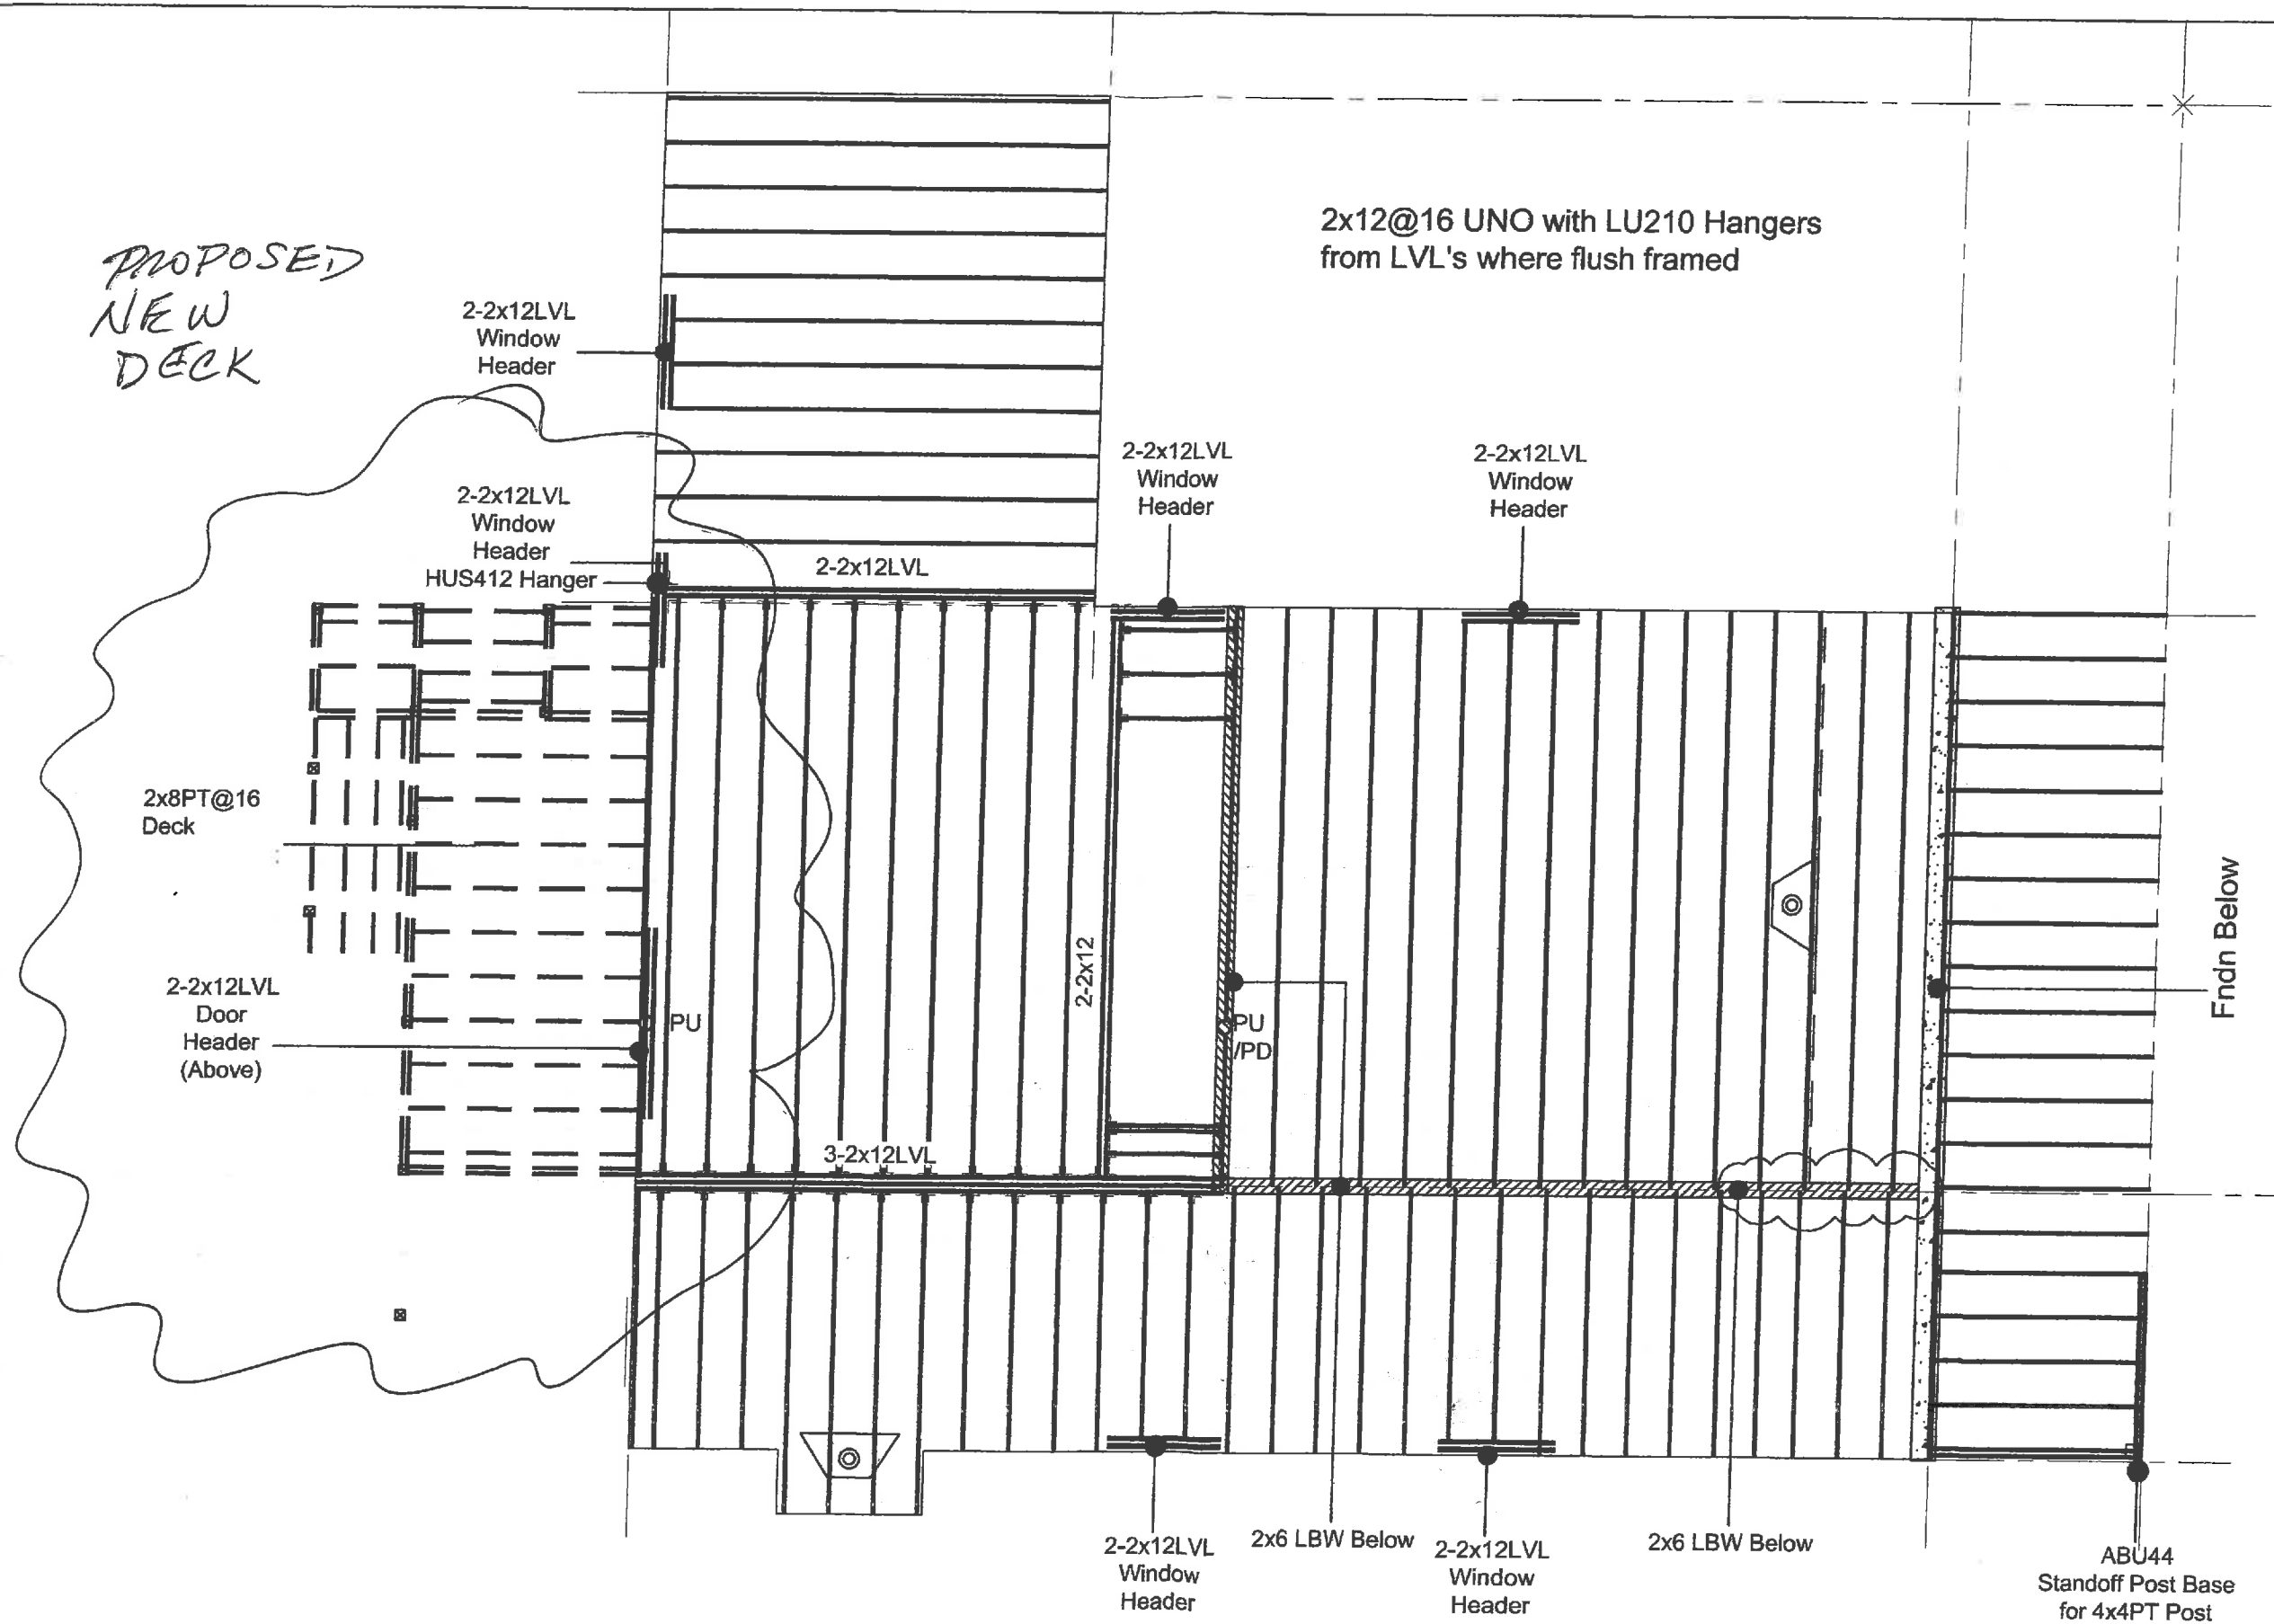 PROPOSED
NEW
DECK
2x12@16 UNO with LU210 Hangers
from LVL's where flush framed
2-2x12LVL
Window
Header
2-2x12LVL
Window
Header
2-2x12LVL
Window
Header
2-2x12LVL
Window
Header
HUS412 Hanger
2-2x12LVL
2x8PT@16
Deck
2-2x12LVL
Door
Header
(Above)
PU
2-2x12
PU
/PD
Fndn Below
3-2x12LVL
2-2x12LVL
Window
Header
2x6 LBW Below
2-2x12LVL
Window
Header
2x6 LBW Below
ABU44
Standoff Post Base
for 4x4PT Post